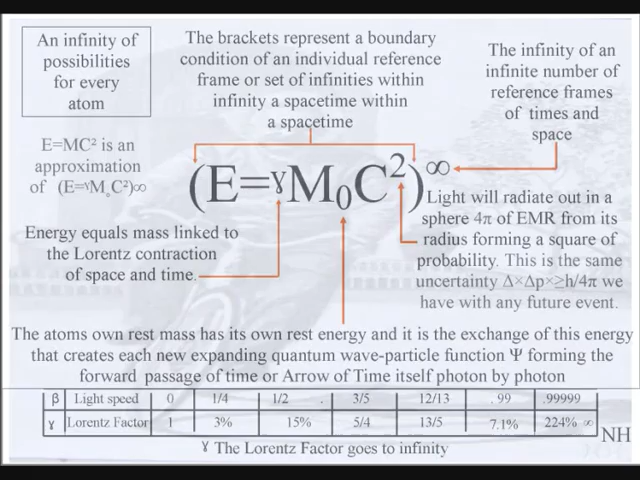 An infinity of
possibilities
for every
atom
The brackets represent a boundary
condition of an individual reference
frame or set of infinities within
infinity a spacetime within
a spacetime
The infinity of an
infinite number of
reference frames
of times and
space
E=MC² is an
approximation
of (E=ˠM˳C²)∞
(E=ˠM₀C²)∞
Energy equals mass linked to
the Lorentz contraction
of space and time.
Light will radiate out in a
sphere 4π of EMR from its
radius forming a square of
probability. This is the same
uncertainty Δ×Δp×≥h/4π we
have with any future event.
The atoms own rest mass has its own rest energy and it is the exchange of this energy
that creates each new expanding quantum wave-particle function Ψ forming the
forward passage of time or Arrow of Time itself photon by photon
β Light speed 0 1/4 1/2 . 3/5 12/13 . 99 .99999
ɣ Lorentz Factor 1 3% 15% 5/4 13/5 7.1% 224% ∞
ɣ The Lorentz Factor goes to infinity
NH